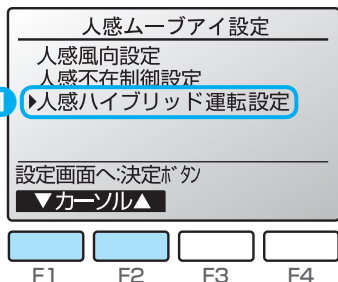 人感ムーブアイ設定
人感風向設定
人感不在制御設定
1 ▶人感ハイブリッド運転設定
設定画面へ:決定ボタン
▼カーソル▲
F1 F2 F3 F4